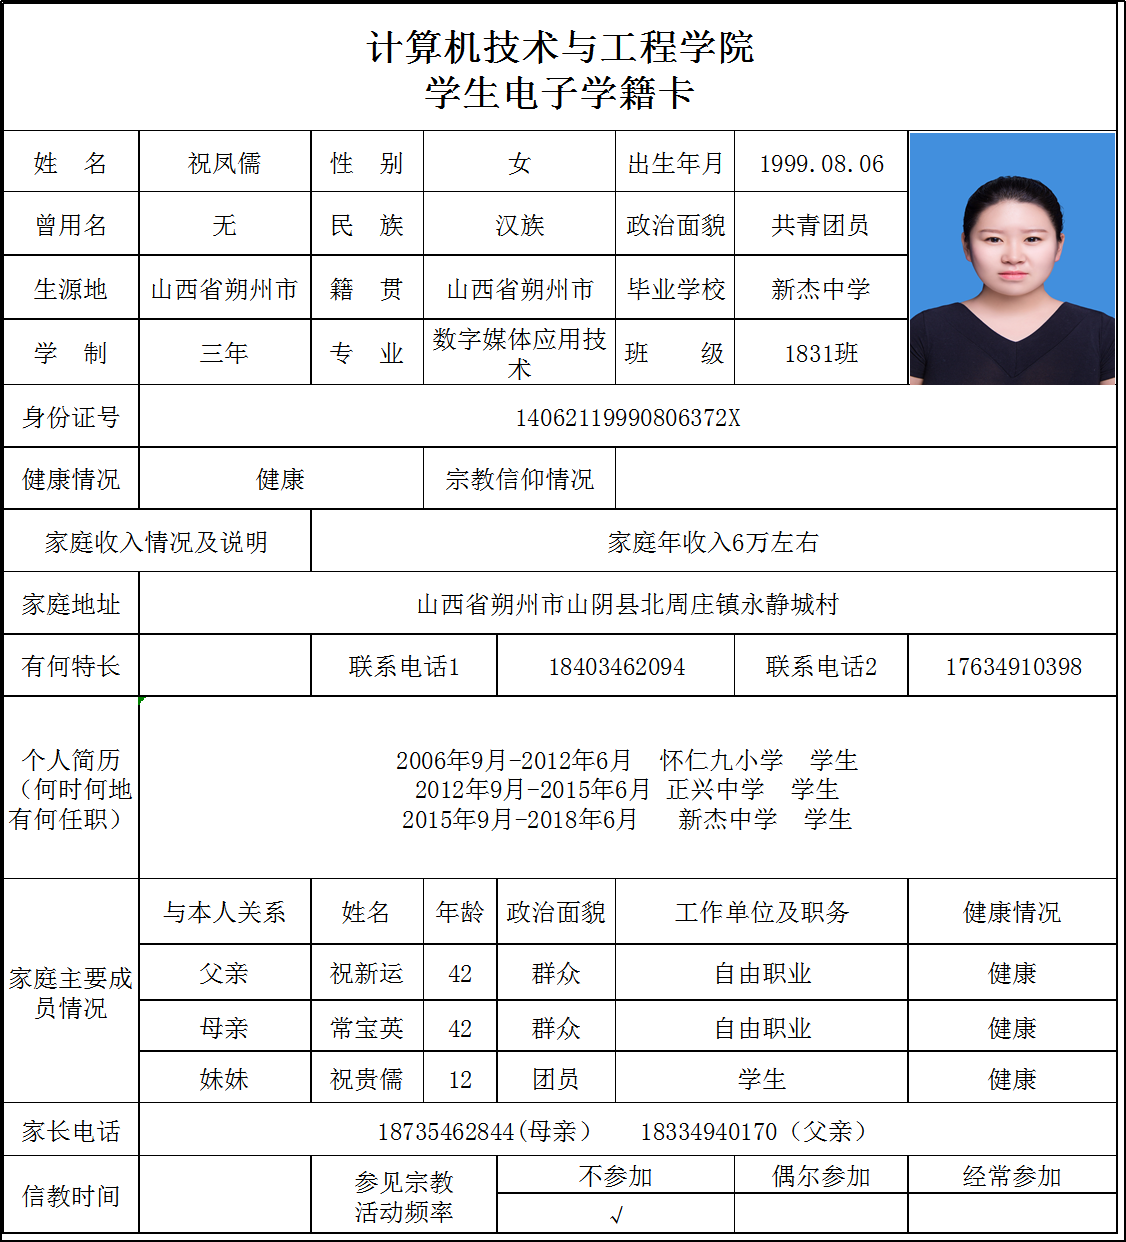 计算机技术与工程学院
学生电子学籍卡
姓 名 祝凤儒 性 别 女 出生年月 1999.08.06
曾用名 无 民 族 汉族 政治面貌 共青团员
生源地 山西省朔州市 籍 贯 山西省朔州市 毕业学校 新杰中学
学 制 三年 专 业 数字媒体应用技术 班 级 1831班
身份证号 14062119990806372X
健康情况 健康 宗教信仰情况
家庭收入情况及说明 家庭年收入6万左右
家庭地址 山西省朔州市山阴县北周庄镇永静城村
有何特长 联系电话1 18403462094 联系电话2 17634910398
个人简历
（何时何地
有何任职）
2006年9月-2012年6月 怀仁九小学 学生
2012年9月-2015年6月 正兴中学 学生
2015年9月-2018年6月 新杰中学 学生
家庭主要成
员情况
与本人关系 姓名 年龄 政治面貌 工作单位及职务 健康情况
父亲 祝新运 42 群众 自由职业 健康
母亲 常宝英 42 群众 自由职业 健康
妹妹 祝贵儒 12 团员 学生 健康
家长电话 18735462844(母亲） 18334940170（父亲）
信教时间 参见宗教
活动频率
不参加 偶尔参加 经常参加
√